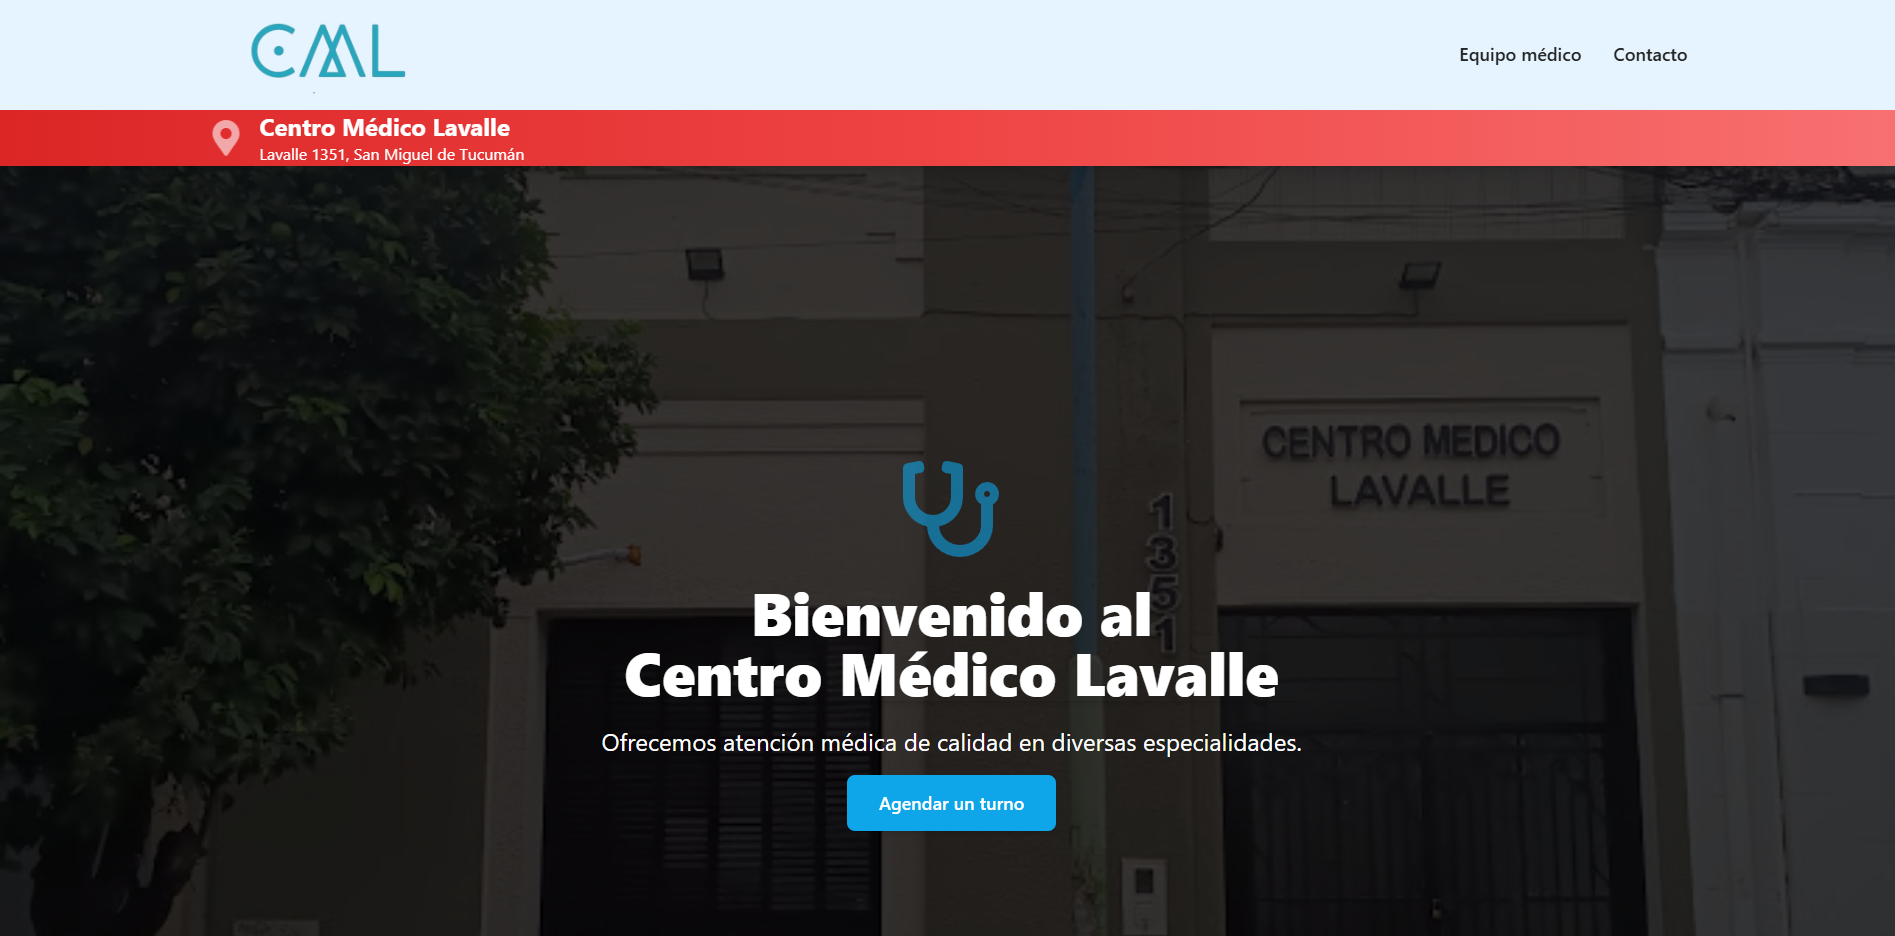 CML
Equipo médico Contacto
Centro Médico Lavalle
Lavalle 1351, San Miguel de Tucumán
CENTRO MEDICO
LAVALLE
1351
Bienvenido al
Centro Médico Lavalle
Ofrecemos atención médica de calidad en diversas especialidades.
Agendar un turno